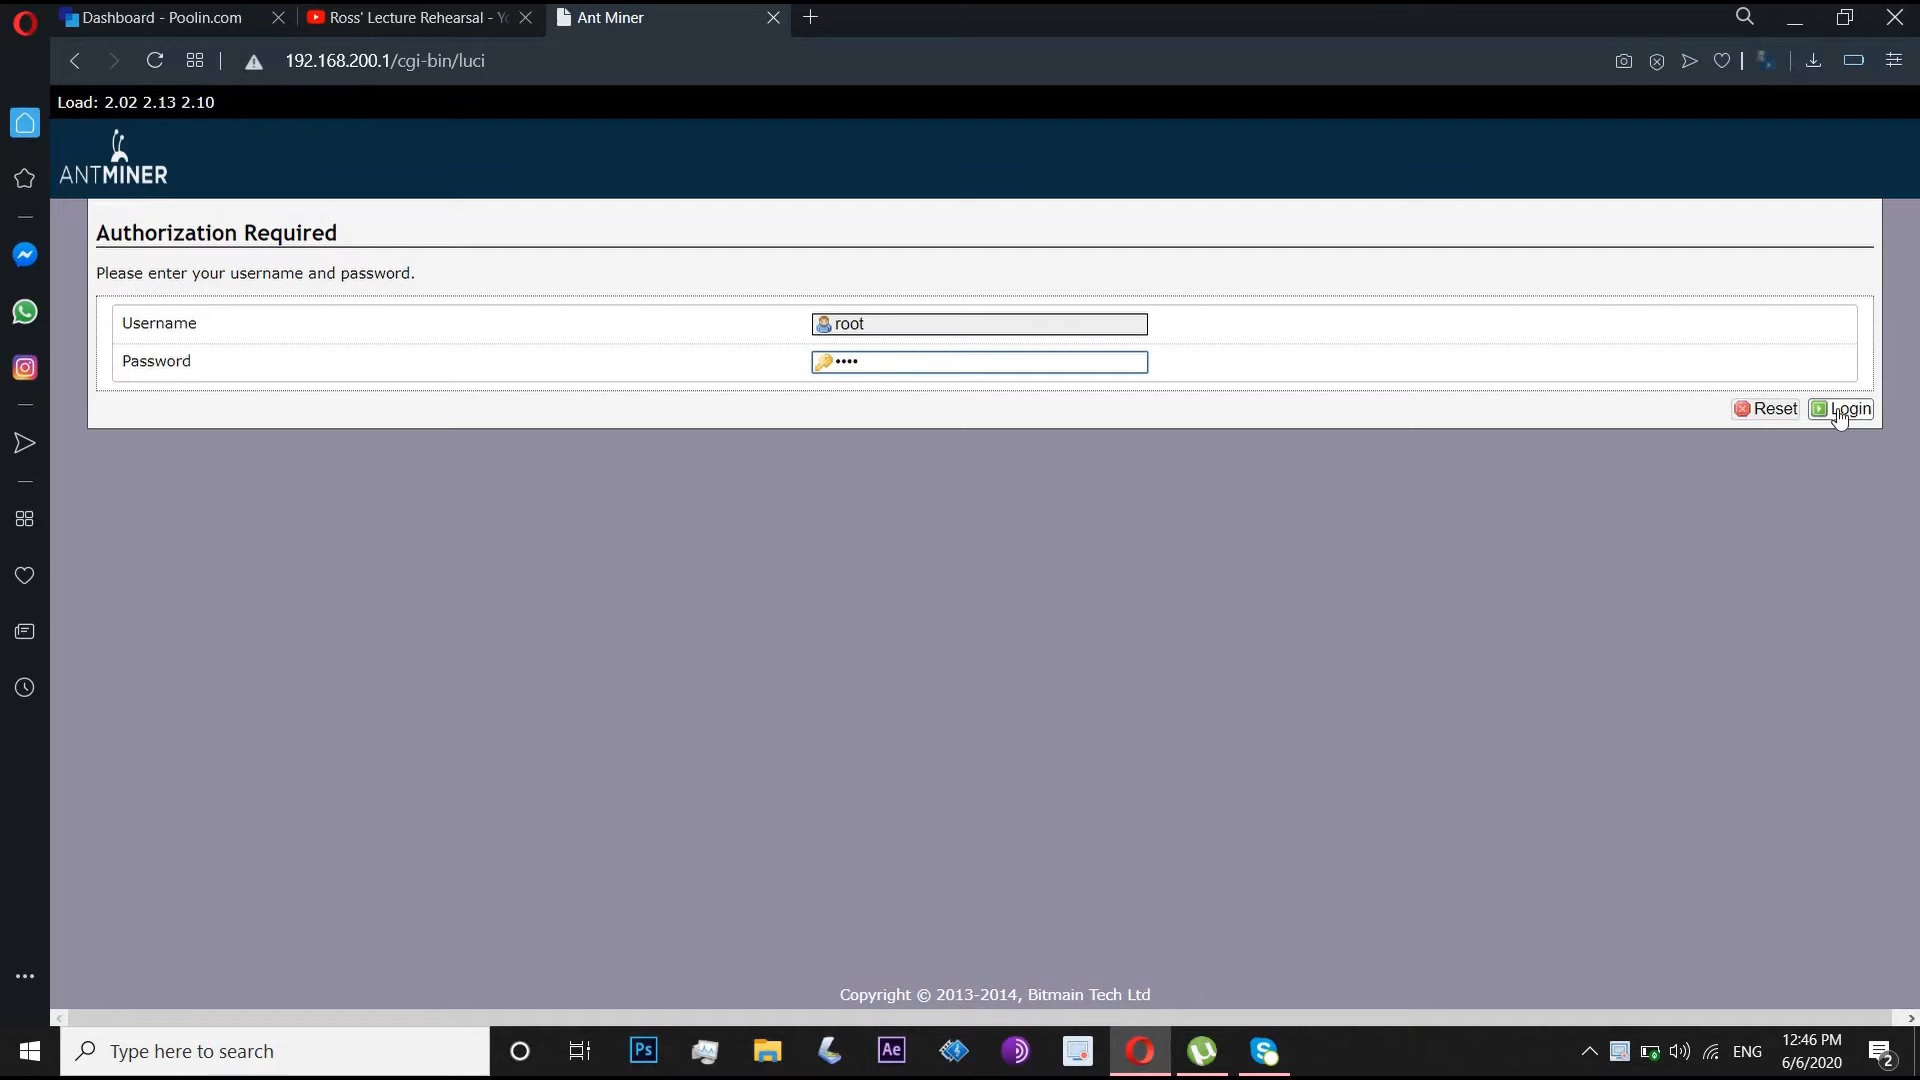 Dashboard - Poolin.com
Ross' Lecture Rehearsal - Yo
Ant Miner
192.168.200.1/cgi-bin/luci
Load: 2.02 2.13 2.10
ANTMINER
Authorization Required
Please enter your username and password.
Username
root
Password
••••
Reset
Login
Copyright © 2013-2014, Bitmain Tech Ltd
Type here to search
Ps
Ae
ENG
12:46 PM
6/6/2020
2